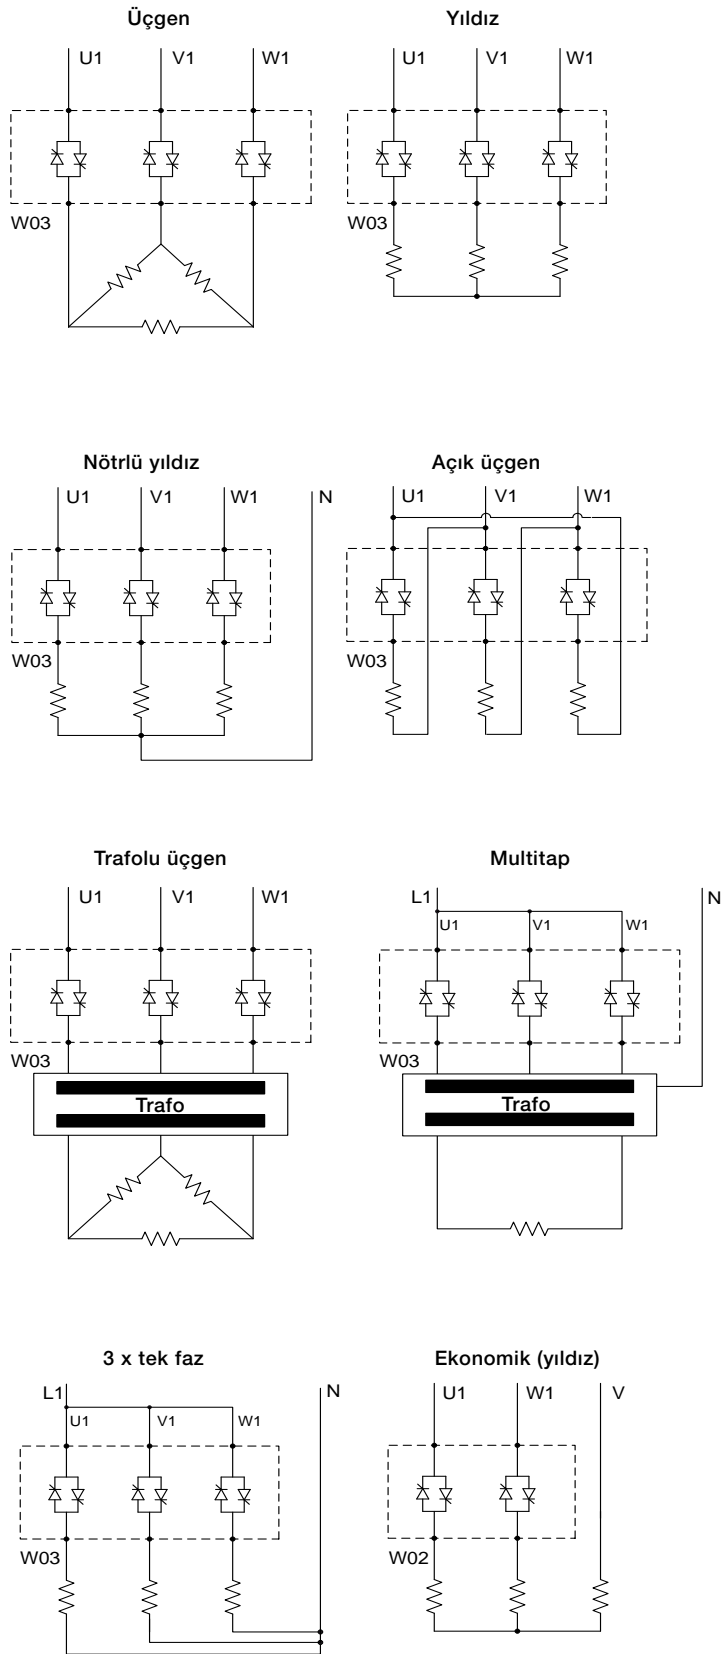 Üçgen
U1 V1 W1
W03
Yıldız
U1 V1 W1
W03
Nötrlü yıldız
U1 V1 W1 N
W03
Açık üçgen
U1 V1 W1
W03
Trafolu üçgen
U1 V1 W1
W03
Trafo
Multitap
L1 N
U1 V1 W1
W03
Trafo
3 x tek faz
L1 N
U1 V1 W1
W03
Ekonomik (yıldız)
U1 W1 V
W02